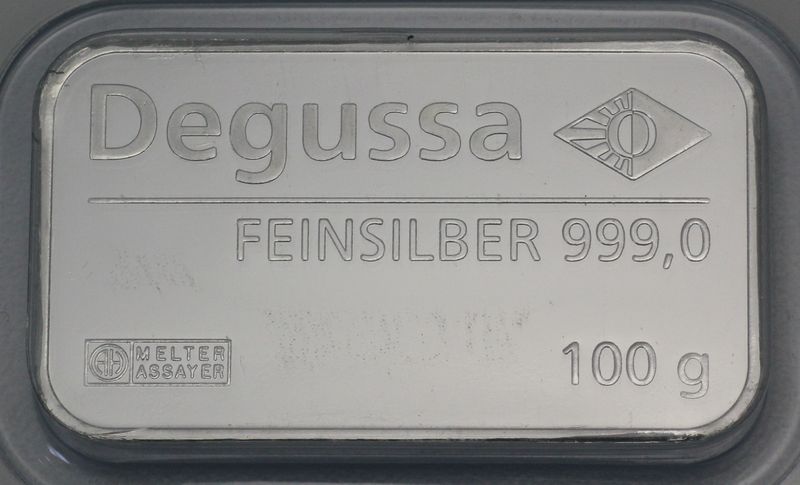 Degussa
FEINSILBER 999,0
MELTER
ASSAYER
100 g